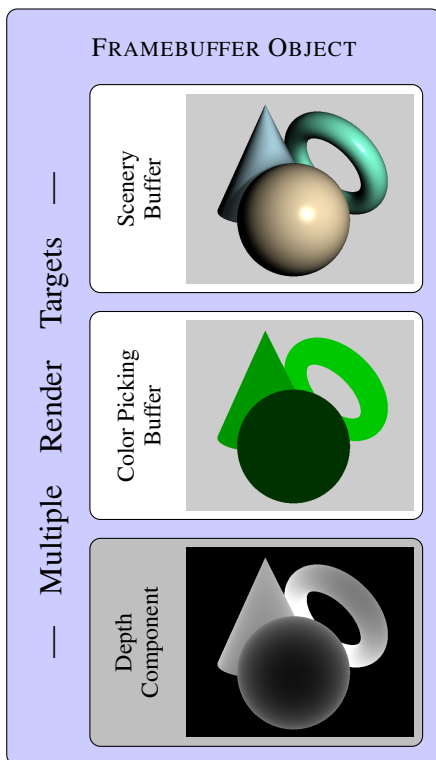 FRAMEBUFFER OBJECT
— Multiple Render Targets —
Scenery
Buffer
Color Picking
Buffer
Depth
Component